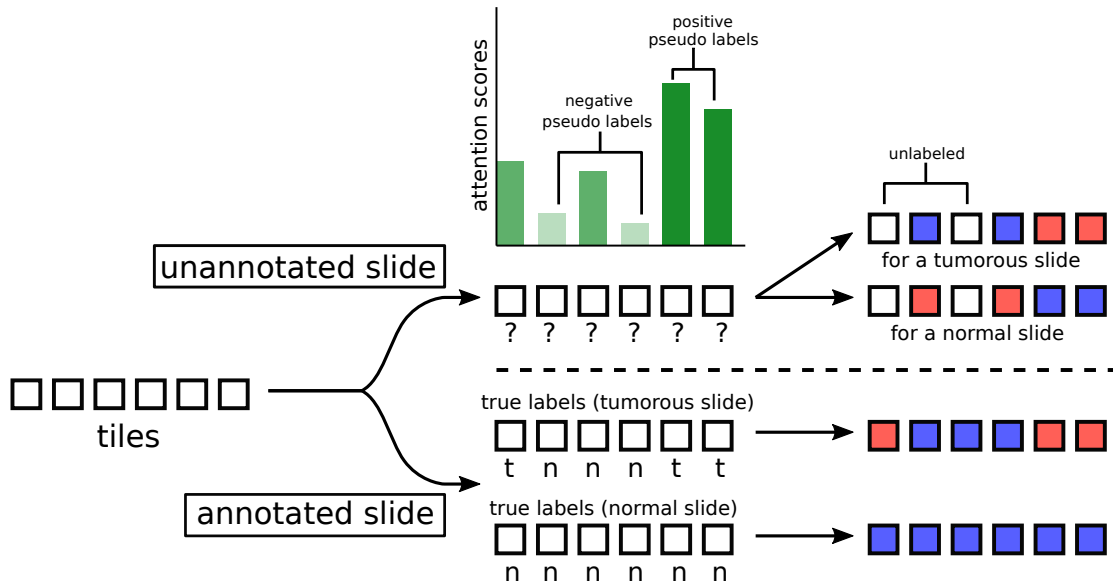 positive
pseudo labels
negative
pseudo labels
attention scores
unlabeled
unannotated slide
for a tumorous slide
? ? ? ? ? ?
for a normal slide
tiles
true labels (tumorous slide)
t n n n t t
annotated slide
true labels (normal slide)
n n n n n n